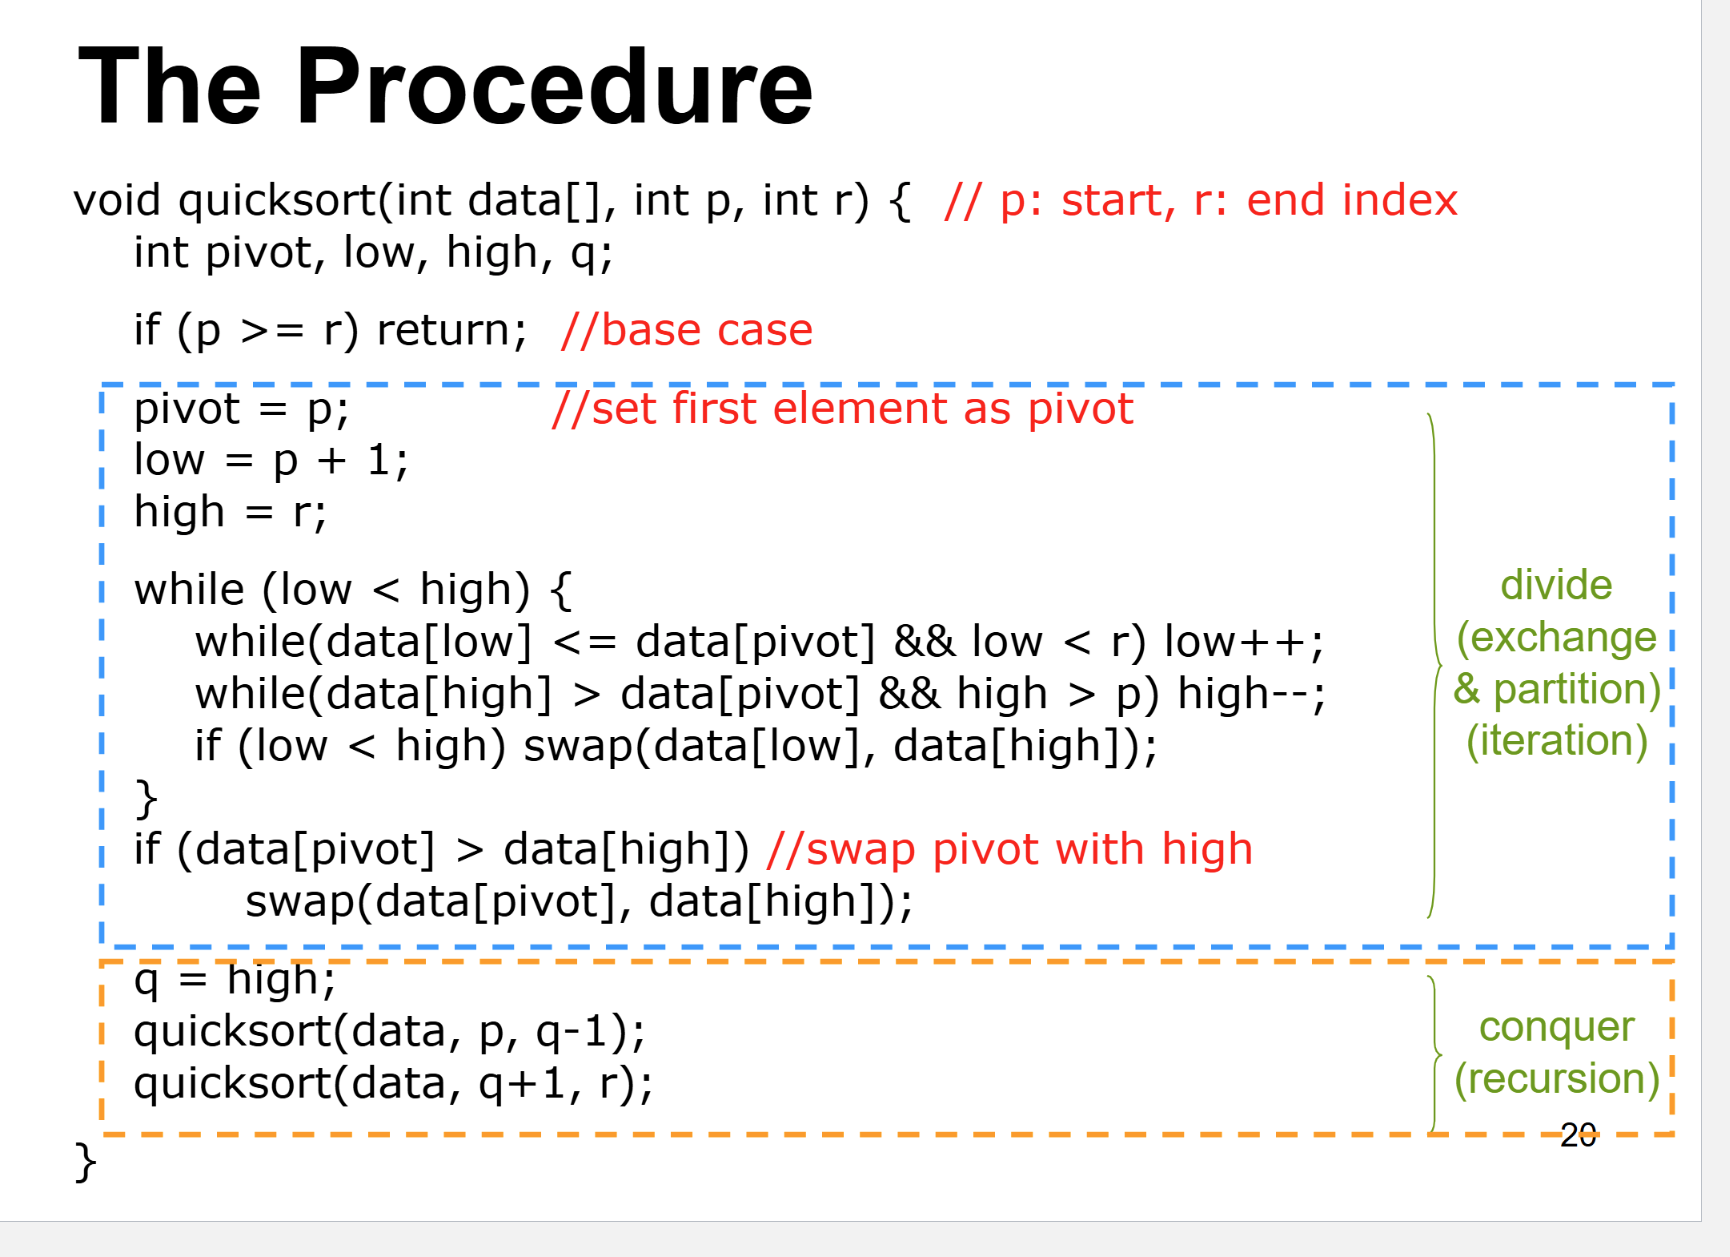 The Procedure
void quicksort(int data[], int p, int r) { // p: start, r: end index
int pivot, low, high, q;
if (p >= r) return; //base case
pivot = p; //set first element as pivot
low = p + 1;
high = r;
while (low < high) {
while(data[low] <= data[pivot] && low < r) low++;
while(data[high] > data[pivot] && high > p) high--;
if (low < high) swap(data[low], data[high]);
}
if (data[pivot] > data[high]) //swap pivot with high
swap(data[pivot], data[high]);
divide
(exchange
& partition)
(iteration)
q = high;
quicksort(data, p, q-1);
quicksort(data, q+1, r);
conquer
(recursion)
}
20